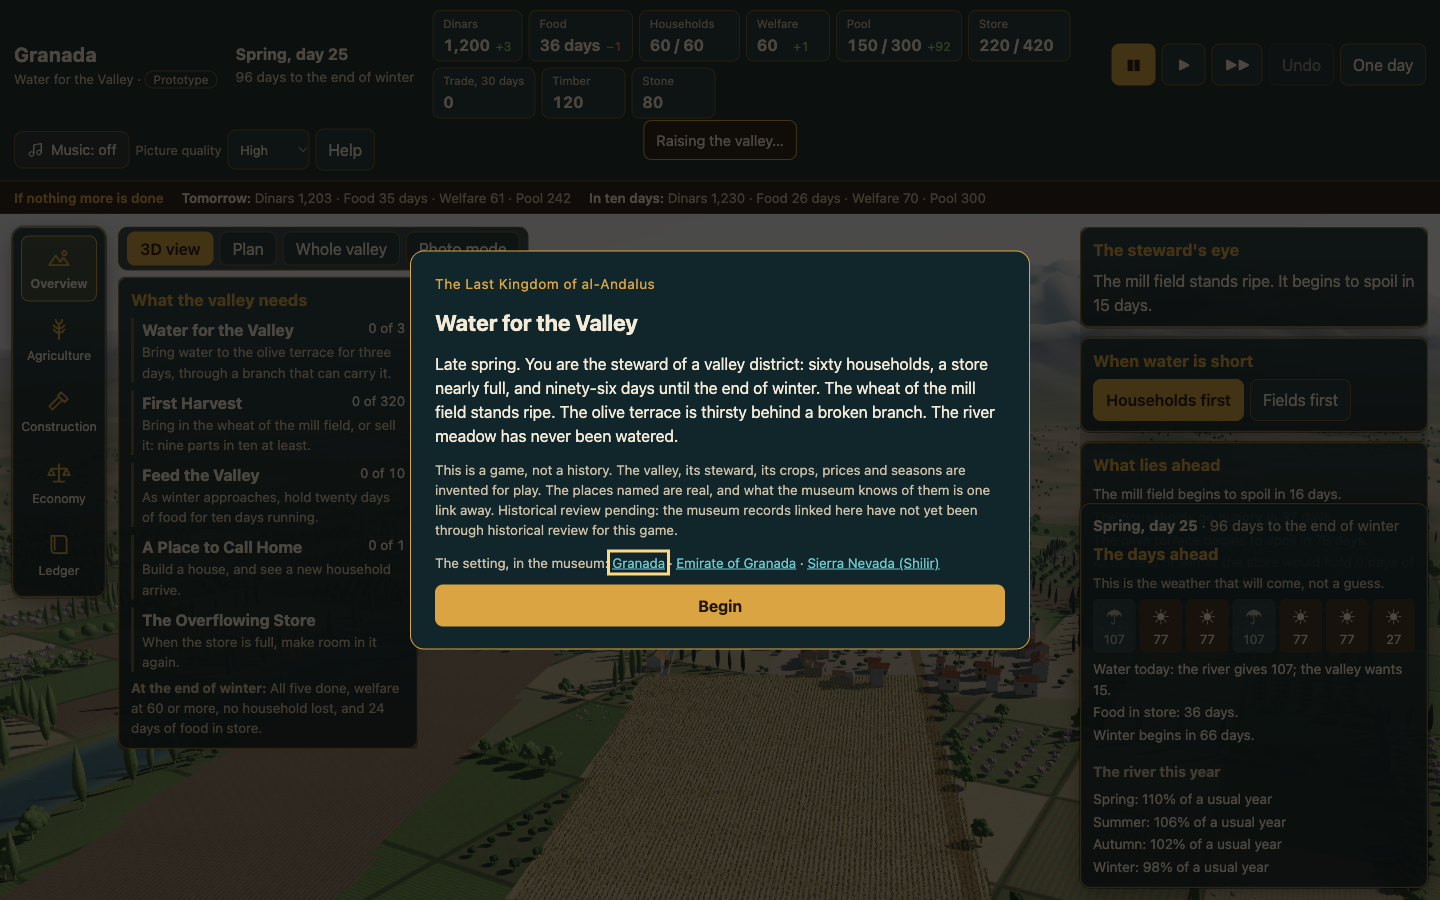 Granada
Water for the Valley · Prototype
Spring, day 25
96 days to the end of winter
Dinars
1,200 +3
Food
36 days −1
Households
60 / 60
Welfare
60 +1
Pool
150 / 300 +92
Store
220 / 420
Trade, 30 days
0
Timber
120
Stone
80
Undo
One day
Music: off
Picture quality
High
Help
Raising the valley...
If nothing more is done Tomorrow: Dinars 1,203 · Food 35 days · Welfare 61 · Pool 242 In ten days: Dinars 1,230 · Food 26 days · Welfare 70 · Pool 300
Overview
Agriculture
Construction
Economy
Ledger
3D view
Plan
Whole valley
Photo mode
What the valley needs
Water for the Valley 0 of 3
Bring water to the olive terrace for three
days, through a branch that can carry it.
First Harvest 0 of 320
Bring in the wheat of the mill field, or sell
it: nine parts in ten at least.
Feed the Valley 0 of 10
As winter approaches, hold twenty days
of food for ten days running.
A Place to Call Home 0 of 1
Build a house, and see a new household
arrive.
The Overflowing Store
When the store is full, make room in it
again.
At the end of winter: All five done, welfare
at 60 or more, no household lost, and 24
days of food in store.
The Last Kingdom of al-Andalus
Water for the Valley
Late spring. You are the steward of a valley district: sixty households, a store
nearly full, and ninety-six days until the end of winter. The wheat of the mill
field stands ripe. The olive terrace is thirsty behind a broken branch. The river
meadow has never been watered.
This is a game, not a history. The valley, its steward, its crops, prices and seasons are
invented for play. The places named are real, and what the museum knows of them is one
link away. Historical review pending: the museum records linked here have not yet been
through historical review for this game.
The setting, in the museum: Granada · Emirate of Granada · Sierra Nevada (Shilir)
Begin
The steward's eye
The mill field stands ripe. It begins to spoil in
15 days.
When water is short
Households first
Fields first
What lies ahead
The mill field begins to spoil in 16 days.
Spring, day 25 · 96 days to the end of winter
The days ahead
This is the weather that will come, not a guess.
107 77 77 107 77 77 27
Water today: the river gives 107; the valley wants
15.
Food in store: 36 days.
Winter begins in 66 days.
The river this year
Spring: 110% of a usual year
Summer: 106% of a usual year
Autumn: 102% of a usual year
Winter: 98% of a usual year